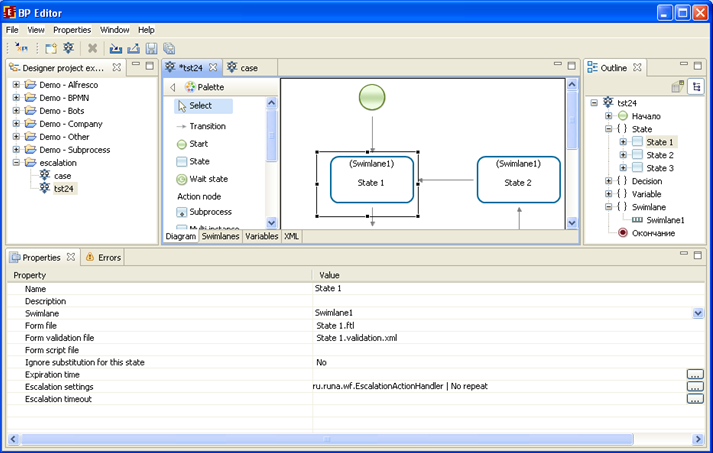 BP Editor
File View Properties Window Help
Designer project ex...
Demo - Alfresco
Demo - BPMN
Demo - Bots
Demo - Company
Demo - Other
Demo - Subprocess
escalation
case
tst24
*tst24 case
Palette
Select
Transition
Start
State
Wait state
Action node
Subprocess
Multi instance
(Swimlane1)
State 1
(Swimlane1)
State 2
Diagram Swimlanes Variables XML
Outline
tst24
Начало
State
State 1
State 2
State 3
Decision
Variable
Swimlane
Swimlane1
Окончание
Properties Errors
Property Value
Name State 1
Description
Swimlane Swimlane1
Form file State 1.ftl
Form validation file State 1.validation.xml
Form script file
Ignore substitution for this state No
Expiration time ...
Escalation settings ru.runa.wf.EscalationActionHandler | No repeat ...
Escalation timeout ...